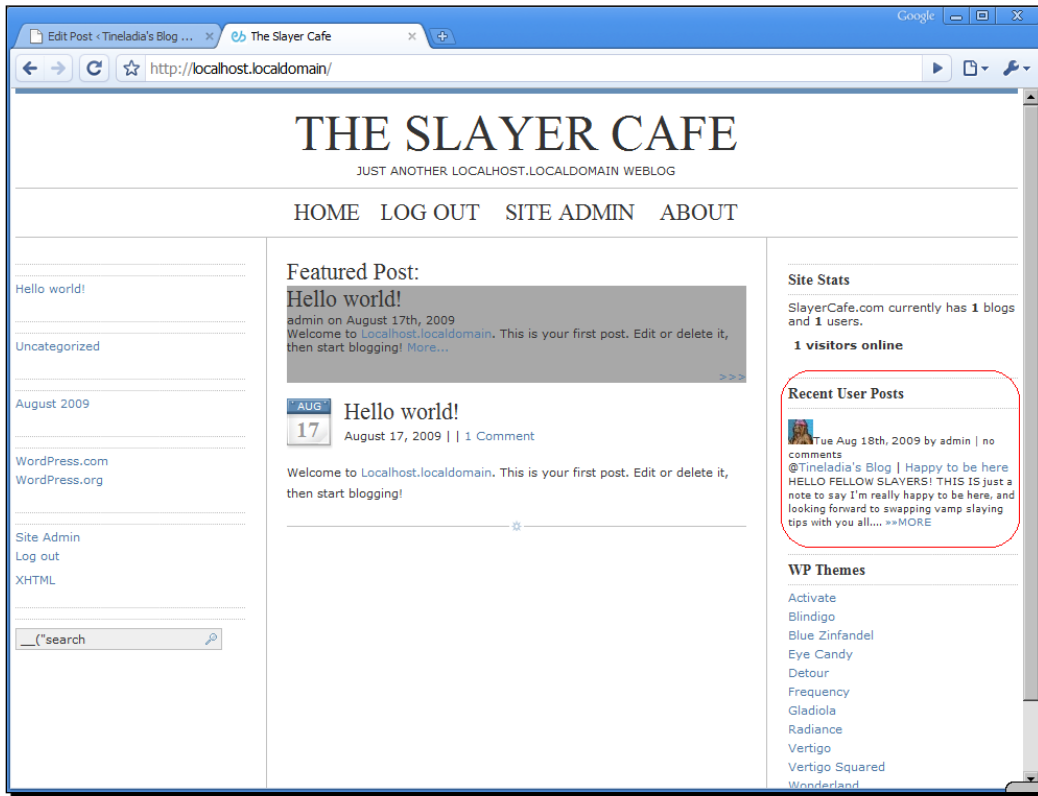 Google
Edit Post ‹ Tineladia's Blog ...
The Slayer Cafe
http://localhost.localdomain/
THE SLAYER CAFE
JUST ANOTHER LOCALHOST.LOCALDOMAIN WEBLOG
HOME LOG OUT SITE ADMIN ABOUT
Hello world!
Uncategorized
August 2009
WordPress.com
WordPress.org
Site Admin
Log out
XHTML
__("search
Featured Post:
Hello world!
admin on August 17th, 2009
Welcome to Localhost.localdomain. This is your first post. Edit or delete it,
then start blogging! More...
>>>
AUG
17
Hello world!
August 17, 2009 | | 1 Comment
Welcome to Localhost.localdomain. This is your first post. Edit or delete it,
then start blogging!
Site Stats
SlayerCafe.com currently has 1 blogs
and 1 users.
1 visitors online
Recent User Posts
Tue Aug 18th, 2009 by admin | no
comments
@Tineladia's Blog | Happy to be here
HELLO FELLOW SLAYERS! THIS IS just a
note to say I'm really happy to be here, and
looking forward to swapping vamp slaying
tips with you all.... »»MORE
WP Themes
Activate
Blindigo
Blue Zinfandel
Eye Candy
Detour
Frequency
Gladiola
Radiance
Vertigo
Vertigo Squared
Wonderland